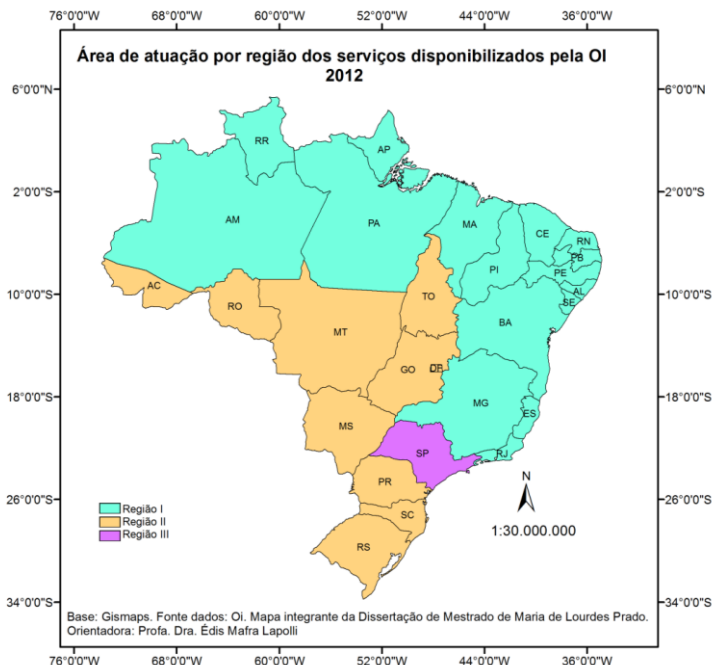 76°0'0"W 68°0'0"W 60°0'0"W 52°0'0"W 44°0'0"W 36°0'0"W
Área de atuação por região dos serviços disponibilizados pela OI
2012
6°0'0"N 6°0'0"N
RR AP
2°0'0"S 2°0'0"S
AM PA MA CE RN
PB
PI PE
AC TO AL
10°0'0"S 10°0'0"S
RO SE
MT BA
GO DF
18°0'0"S 18°0'0"S
MG ES
MS
SP RJ
PR N
26°0'0"S 26°0'0"S
Região I
SC
Região II
1:30.000.000
Região III
RS
34°0'0"S 34°0'0"S
Base: Gismaps. Fonte dados: Oi. Mapa integrante da Dissertação de Mestrado de Maria de Lourdes Prado.
Orientadora: Profa. Dra. Édis Mafra Lapolli
76°0'0"W 68°0'0"W 60°0'0"W 52°0'0"W 44°0'0"W 36°0'0"W